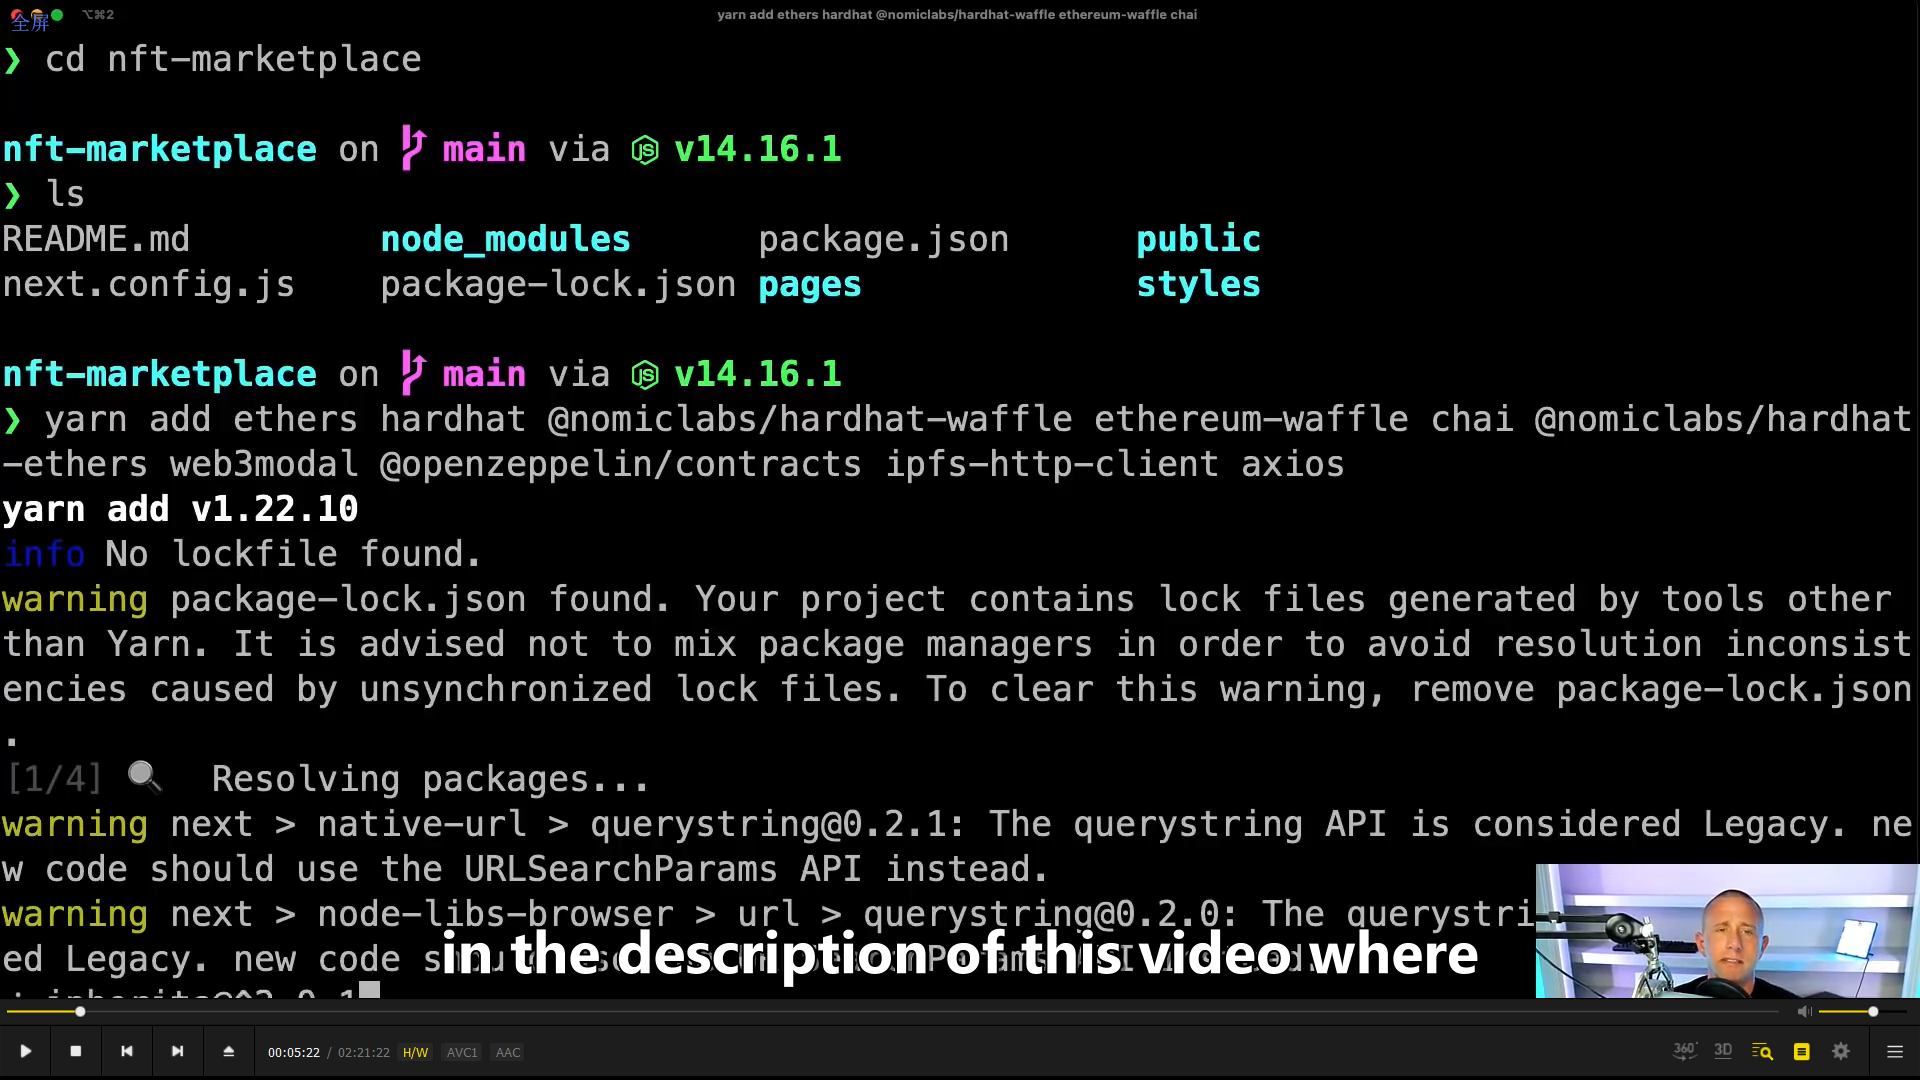 全屏
⌥⌘2
yarn add ethers hardhat @nomiclabs/hardhat-waffle ethereum-waffle chai
❯ cd nft-marketplace
nft-marketplace on main via v14.16.1
❯ ls
README.md node_modules package.json public
next.config.js package-lock.json pages styles
nft-marketplace on main via v14.16.1
❯ yarn add ethers hardhat @nomiclabs/hardhat-waffle ethereum-waffle chai @nomiclabs/hardhat
-ethers web3modal @openzeppelin/contracts ipfs-http-client axios
yarn add v1.22.10
info No lockfile found.
warning package-lock.json found. Your project contains lock files generated by tools other
than Yarn. It is advised not to mix package managers in order to avoid resolution inconsist
encies caused by unsynchronized lock files. To clear this warning, remove package-lock.json
.
[1/4] 🔍 Resolving packages...
warning next > native-url > querystring@0.2.1: The querystring API is considered Legacy. ne
w code should use the URLSearchParams API instead.
warning next > node-libs-browser > url > querystring@0.2.0: The querystri
ed Legacy. new code
in the description of this video where
00:05:22 / 02:21:22 H/W AVC1 AAC
360° 3D